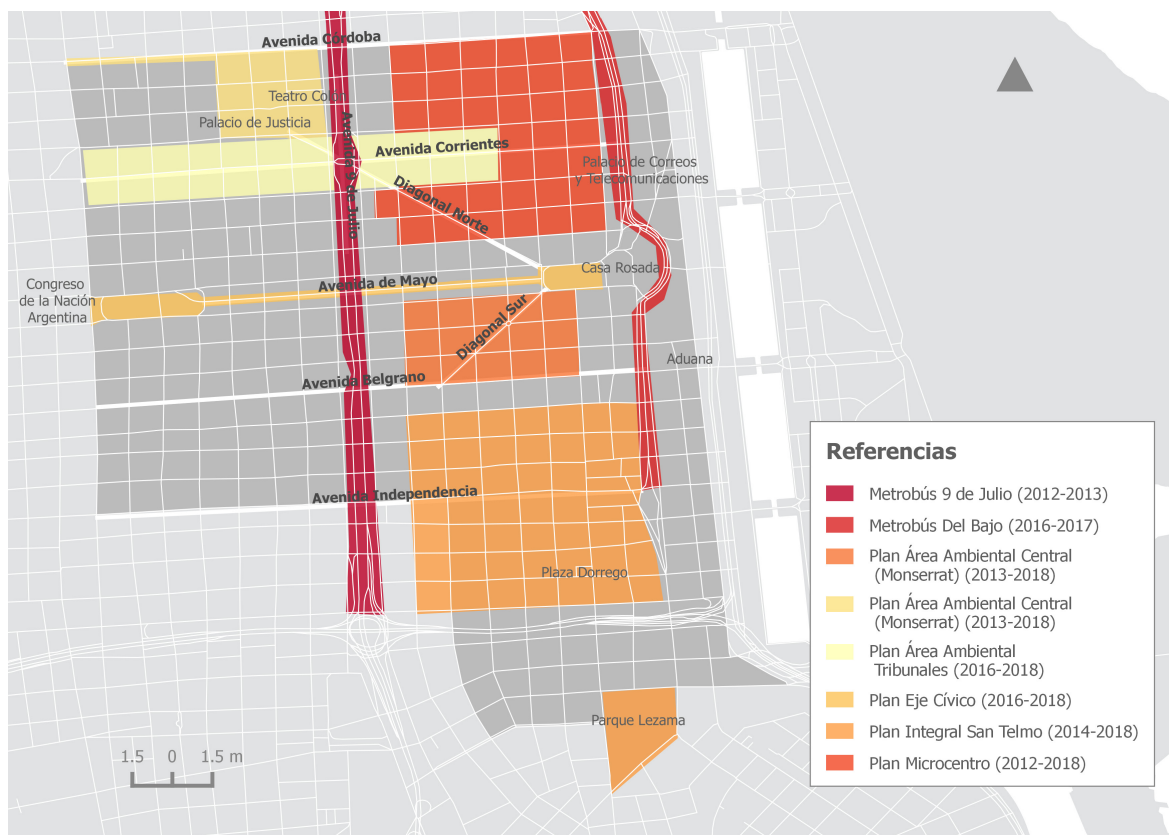 Avenida Córdoba
Teatro Colón
Palacio de Justicia
Avenida 9 de Julio
Avenida Corrientes
Palacio de Correos
y Telecomunicaciones
Diagonal Norte
Casa Rosada
Avenida de Mayo
Congreso
de la Nación
Argentina
Diagonal Sur
Aduana
Avenida Belgrano
Avenida Independencia
Plaza Dorrego
Parque Lezama
1.5 0 1.5 m
Referencias
Metrobús 9 de Julio (2012-2013)
Metrobús Del Bajo (2016-2017)
Plan Área Ambiental Central
(Monserrat) (2013-2018)
Plan Área Ambiental Central
(Monserrat) (2013-2018)
Plan Área Ambiental
Tribunales (2016-2018)
Plan Eje Cívico (2016-2018)
Plan Integral San Telmo (2014-2018)
Plan Microcentro (2012-2018)